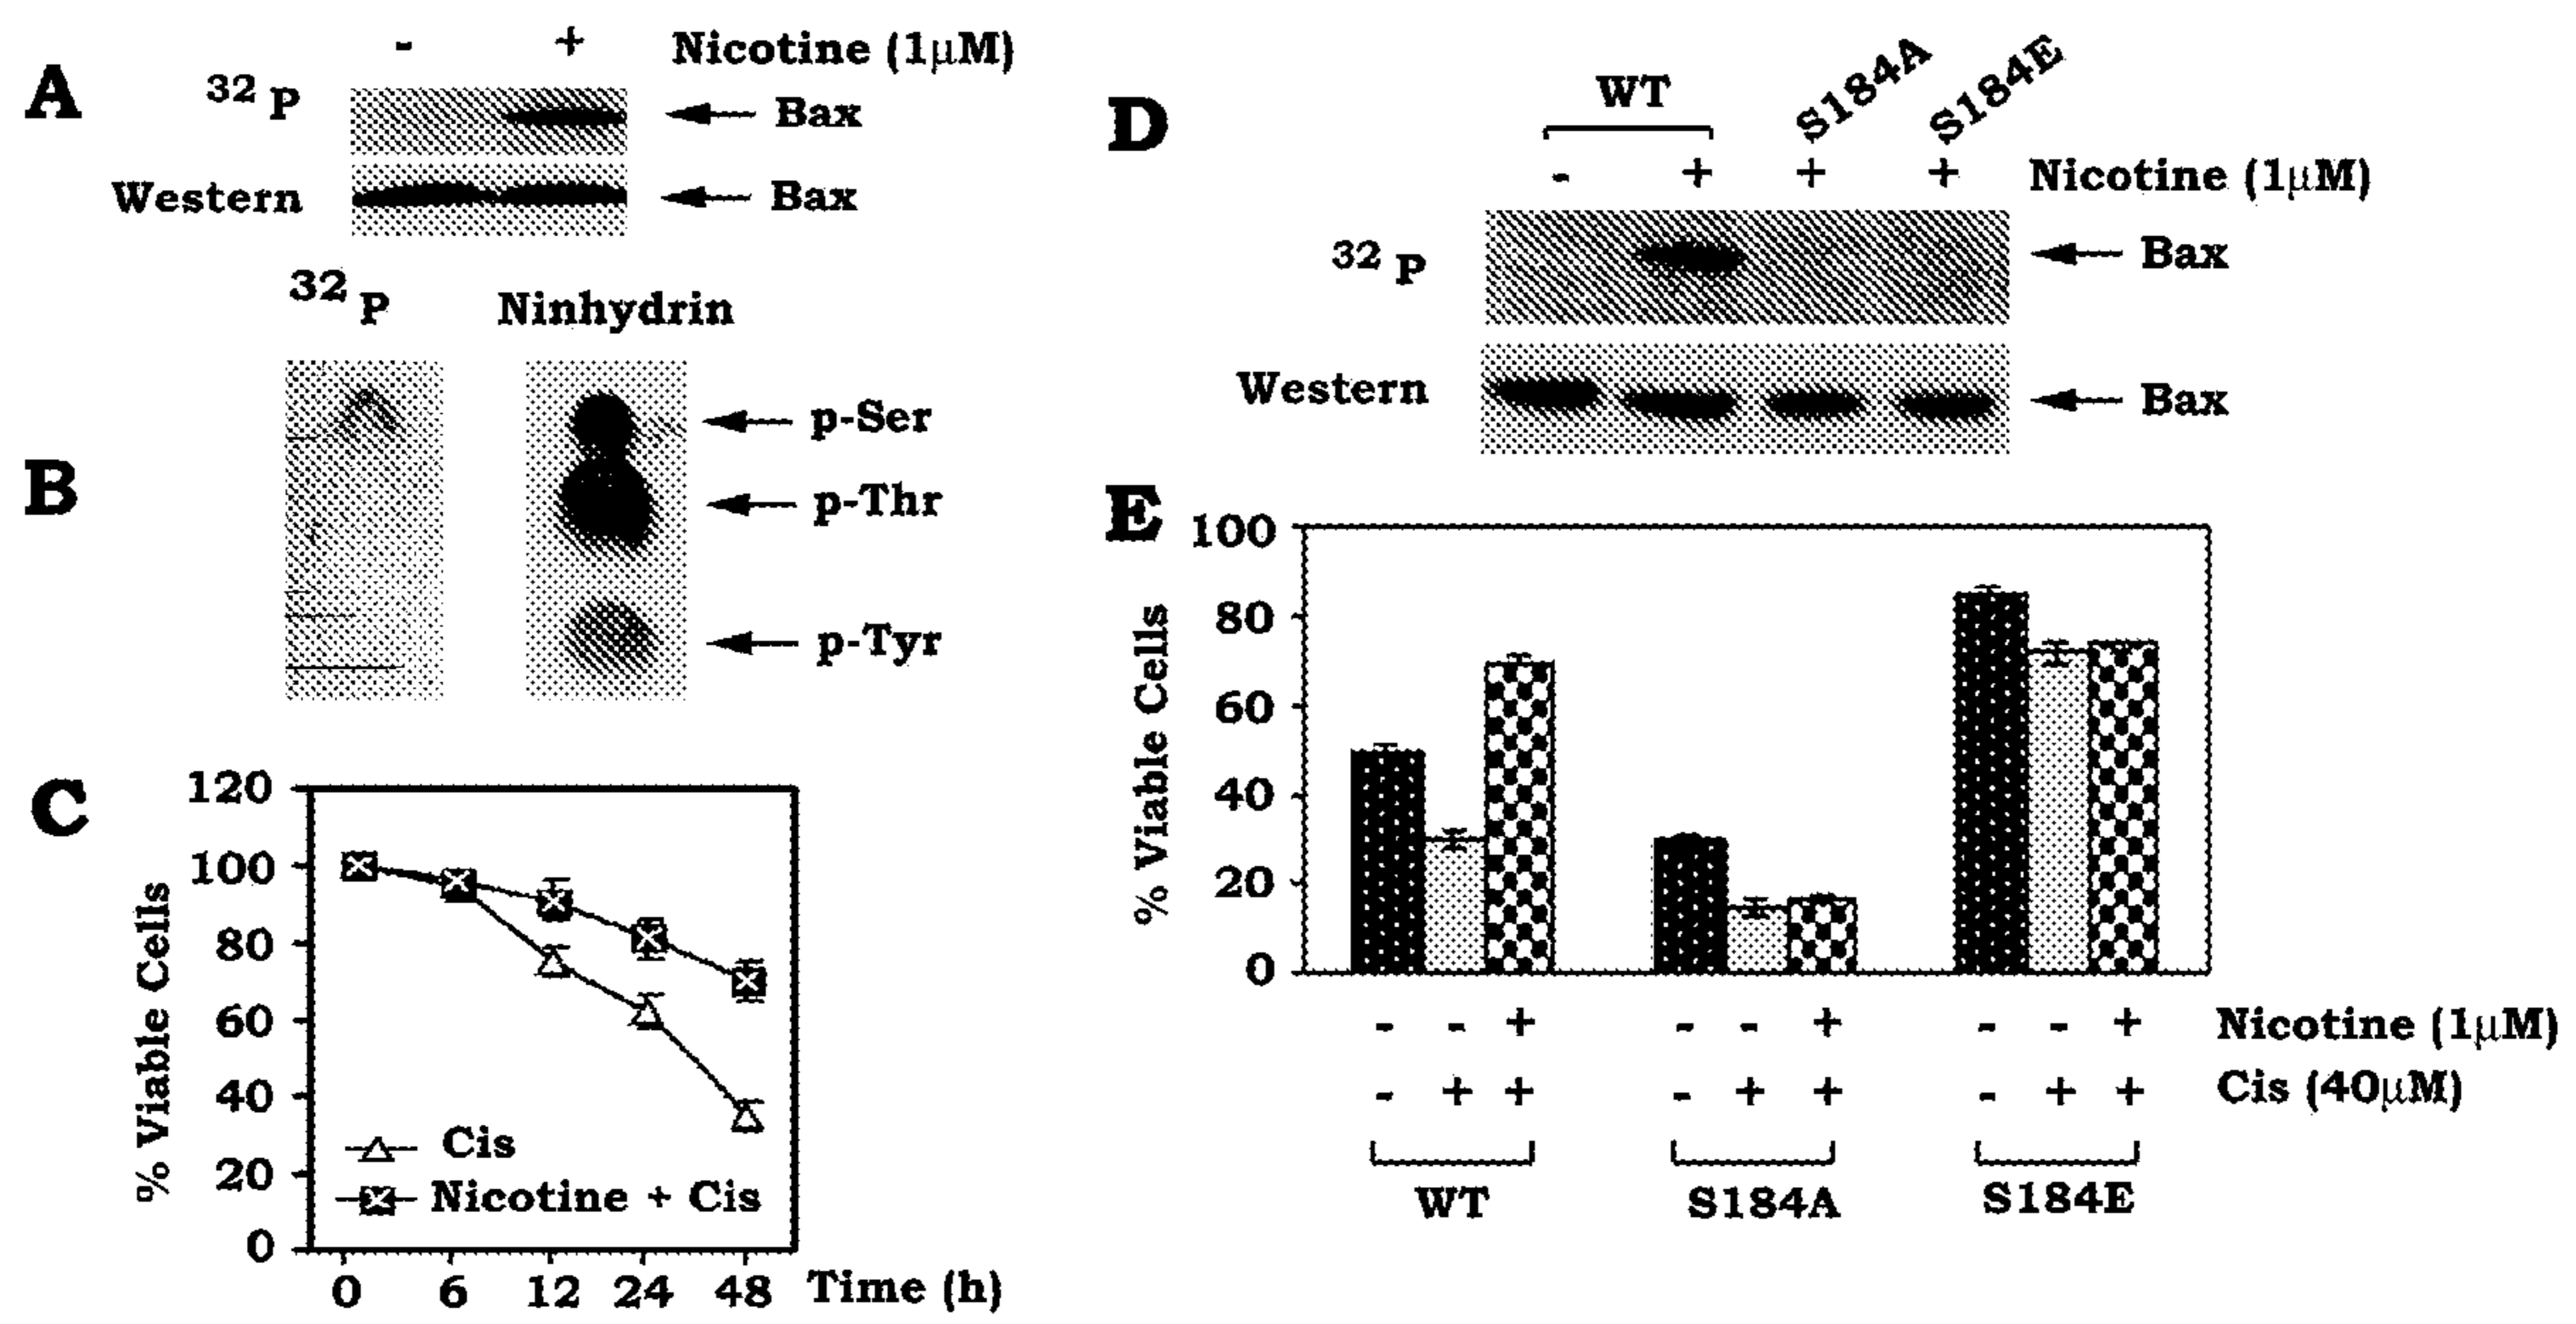 A
- + Nicotine (1μM)
32 P
Bax
Western
Bax
B
32 P
Ninhydrin
p-Ser
p-Thr
p-Tyr
C
120
100
80
60
40
20
0
% Viable Cells
Cis
Nicotine + Cis
0 6 12 24 48 Time (h)
D
WT S184A S184E
- + + + Nicotine (1μM)
32 P
Bax
Western
Bax
E
100
80
60
40
20
0
% Viable Cells
- - + - - + - - + Nicotine (1μM)
- + + - + + - + + Cis (40μM)
WT S184A S184E